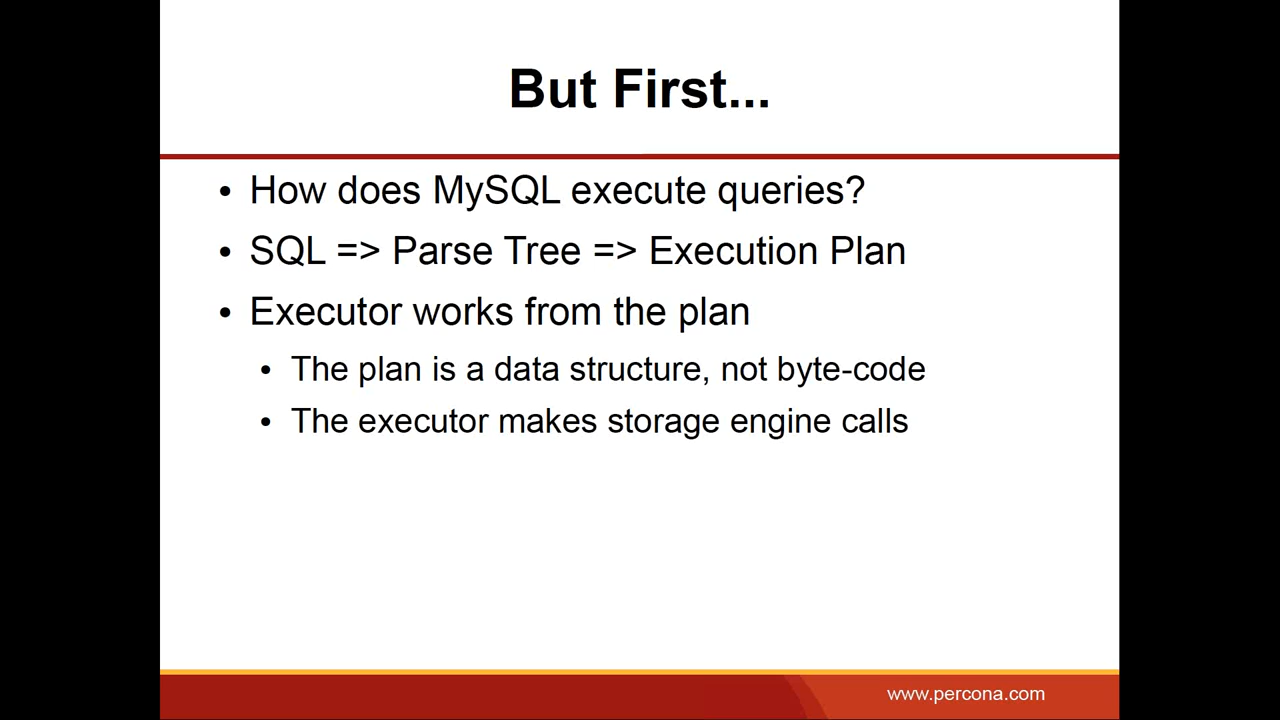 But First...
• How does MySQL execute queries?
• SQL => Parse Tree => Execution Plan
• Executor works from the plan
• The plan is a data structure, not byte-code
• The executor makes storage engine calls
www.percona.com